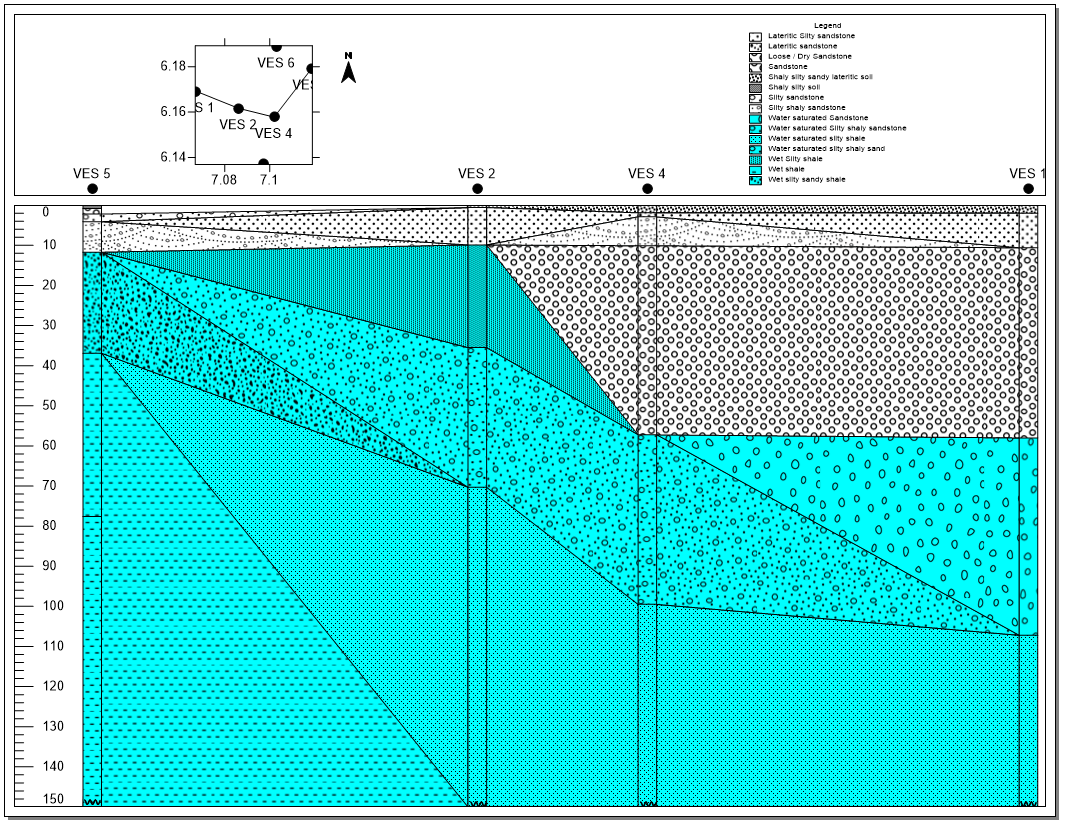 Legend
Lateritic Silty sandstone
Lateritic sandstone
Loose / Dry Sandstone
Sandstone
Shaly silty sandy lateritic soil
Shaly silty soil
Silty sandstone
Silty shaly sandstone
Water saturated Sandstone
Water saturated Silty shaly sandstone
Water saturated silty shale
Water saturated silty shaly sand
Wet Silty shale
Wet shale
Wet silty sandy shale
N
6.18
6.16
6.14
7.08
7.1
VES 6
VES
S 1
VES 2
VES 4
VES 5
VES 2
VES 4
VES 1
0
10
20
30
40
50
60
70
80
90
100
110
120
130
140
150